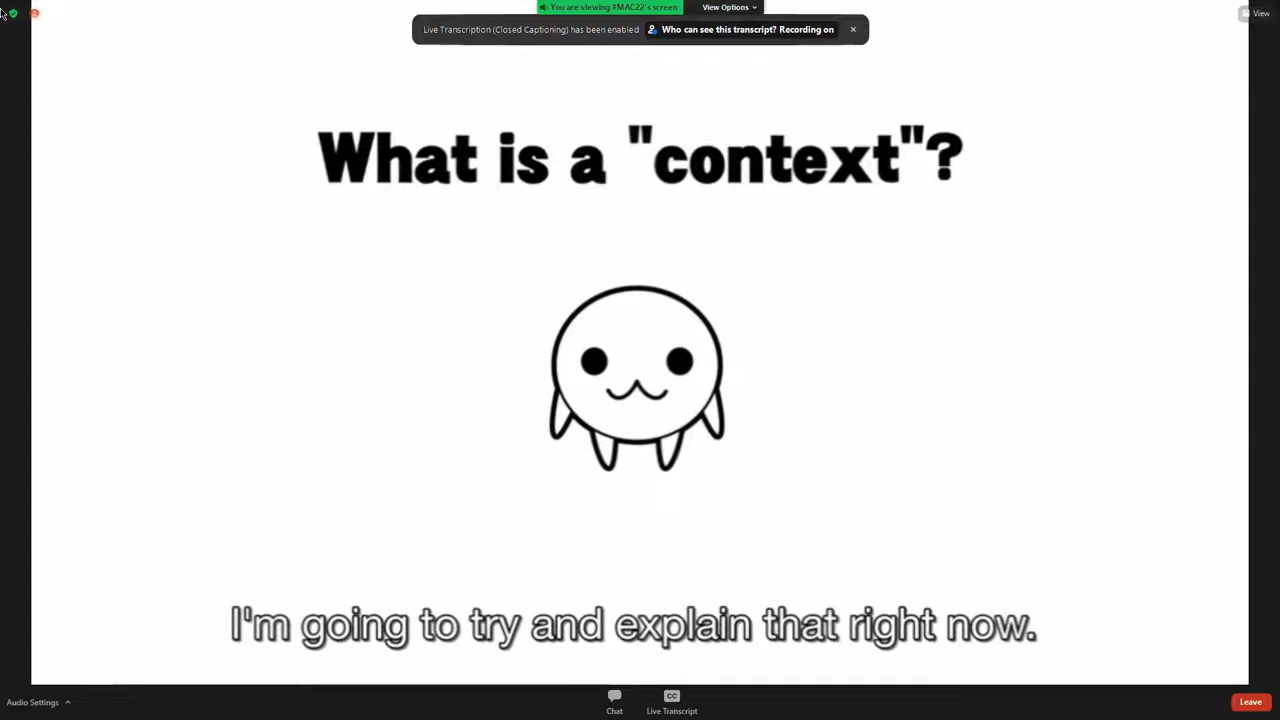 You are viewing #MAC22's screen
View Options
View
Live Transcription (Closed Captioning) has been enabled
Who can see this transcript? Recording on
What is a "context"?
I'm going to try and explain that right now.
Audio Settings
Chat
CC
Live Transcript
Leave